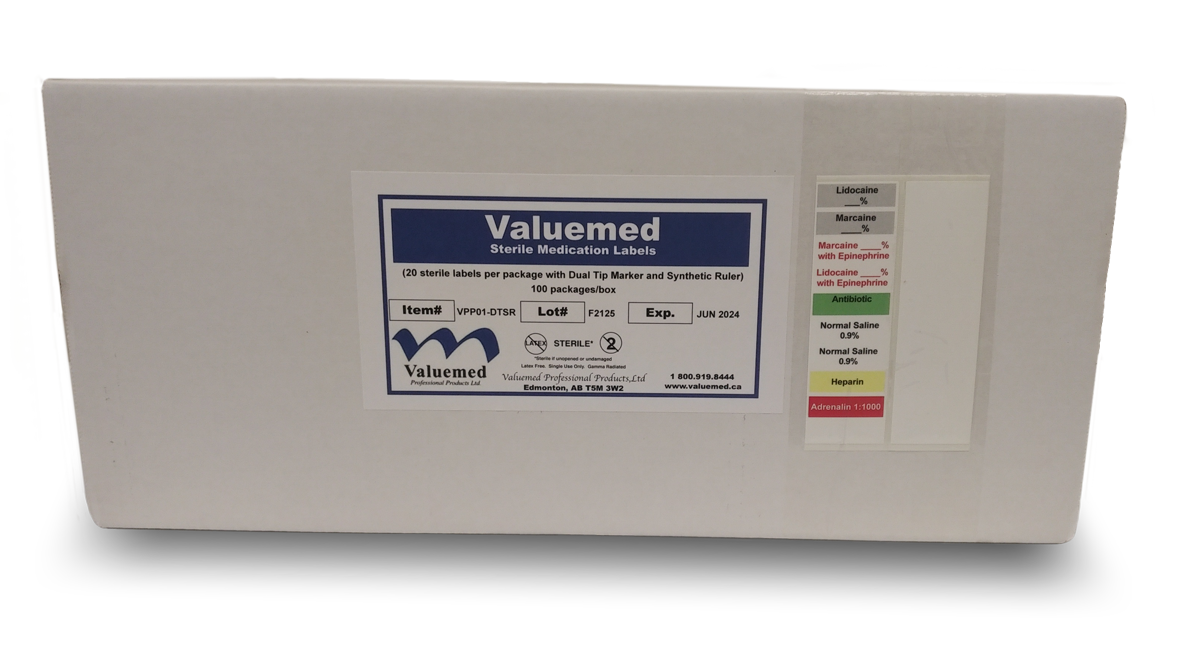 Valuemed
Sterile Medication Labels
(20 sterile labels per package with Dual Tip Marker and Synthetic Ruler)
100 packages/box
Item# VPP01-DTSR Lot# F2125 Exp. JUN 2024
LATEX STERILE* 2
*Sterile if unopened or undamaged
Latex Free. Single Use Only. Gamma Radiated
Valuemed
Professional Products Ltd.
Valuemed Professional Products,Ltd
Edmonton, AB T5M 3W2
1 800.919.8444
www.valuemed.ca
Lidocaine
___%
Marcaine
____%
Marcaine ____%
with Epinephrine
Lidocaine ____%
with Epinephrine
Antibiotic
Normal Saline
0.9%
Normal Saline
0.9%
Heparin
Adrenalin 1:1000